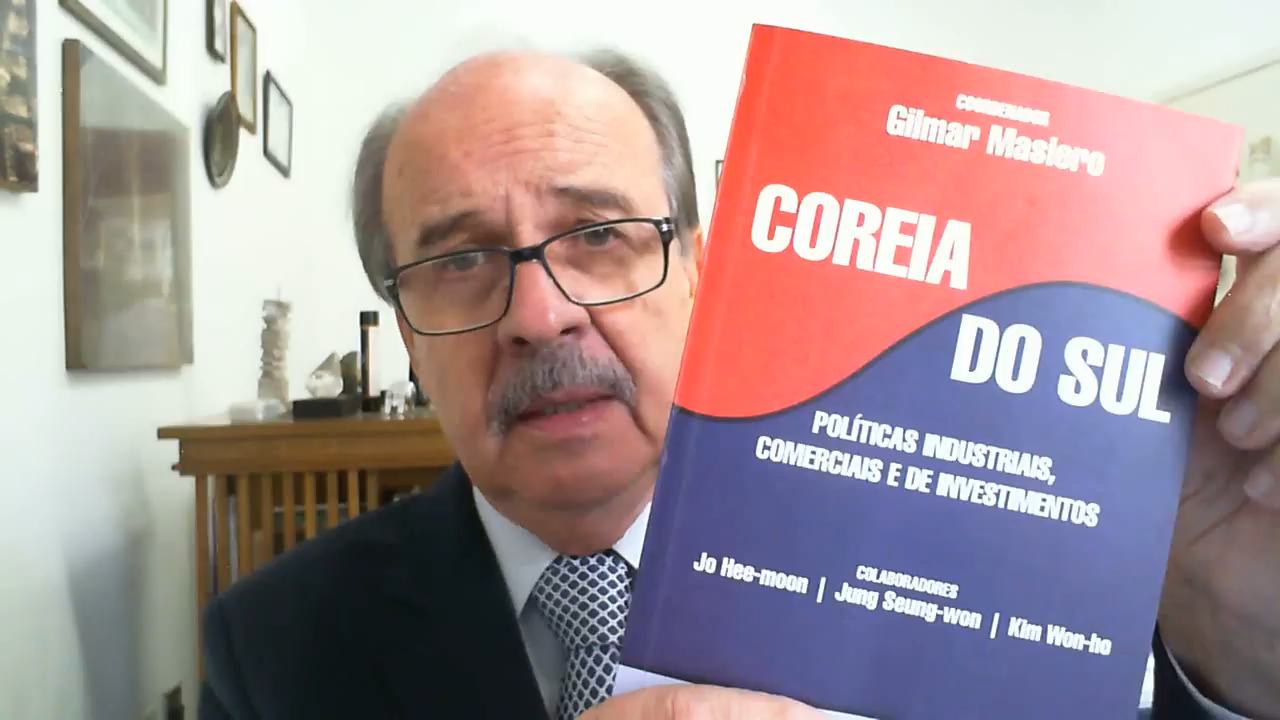 COORDENADOR
Gilmar Masiero
COREIA
DO SUL
POLÍTICAS INDUSTRIAIS,
COMERCIAIS E DE INVESTIMENTOS
COLABORADORES
Jo Hee-moon | Jung Seung-won | Kim Won-ho